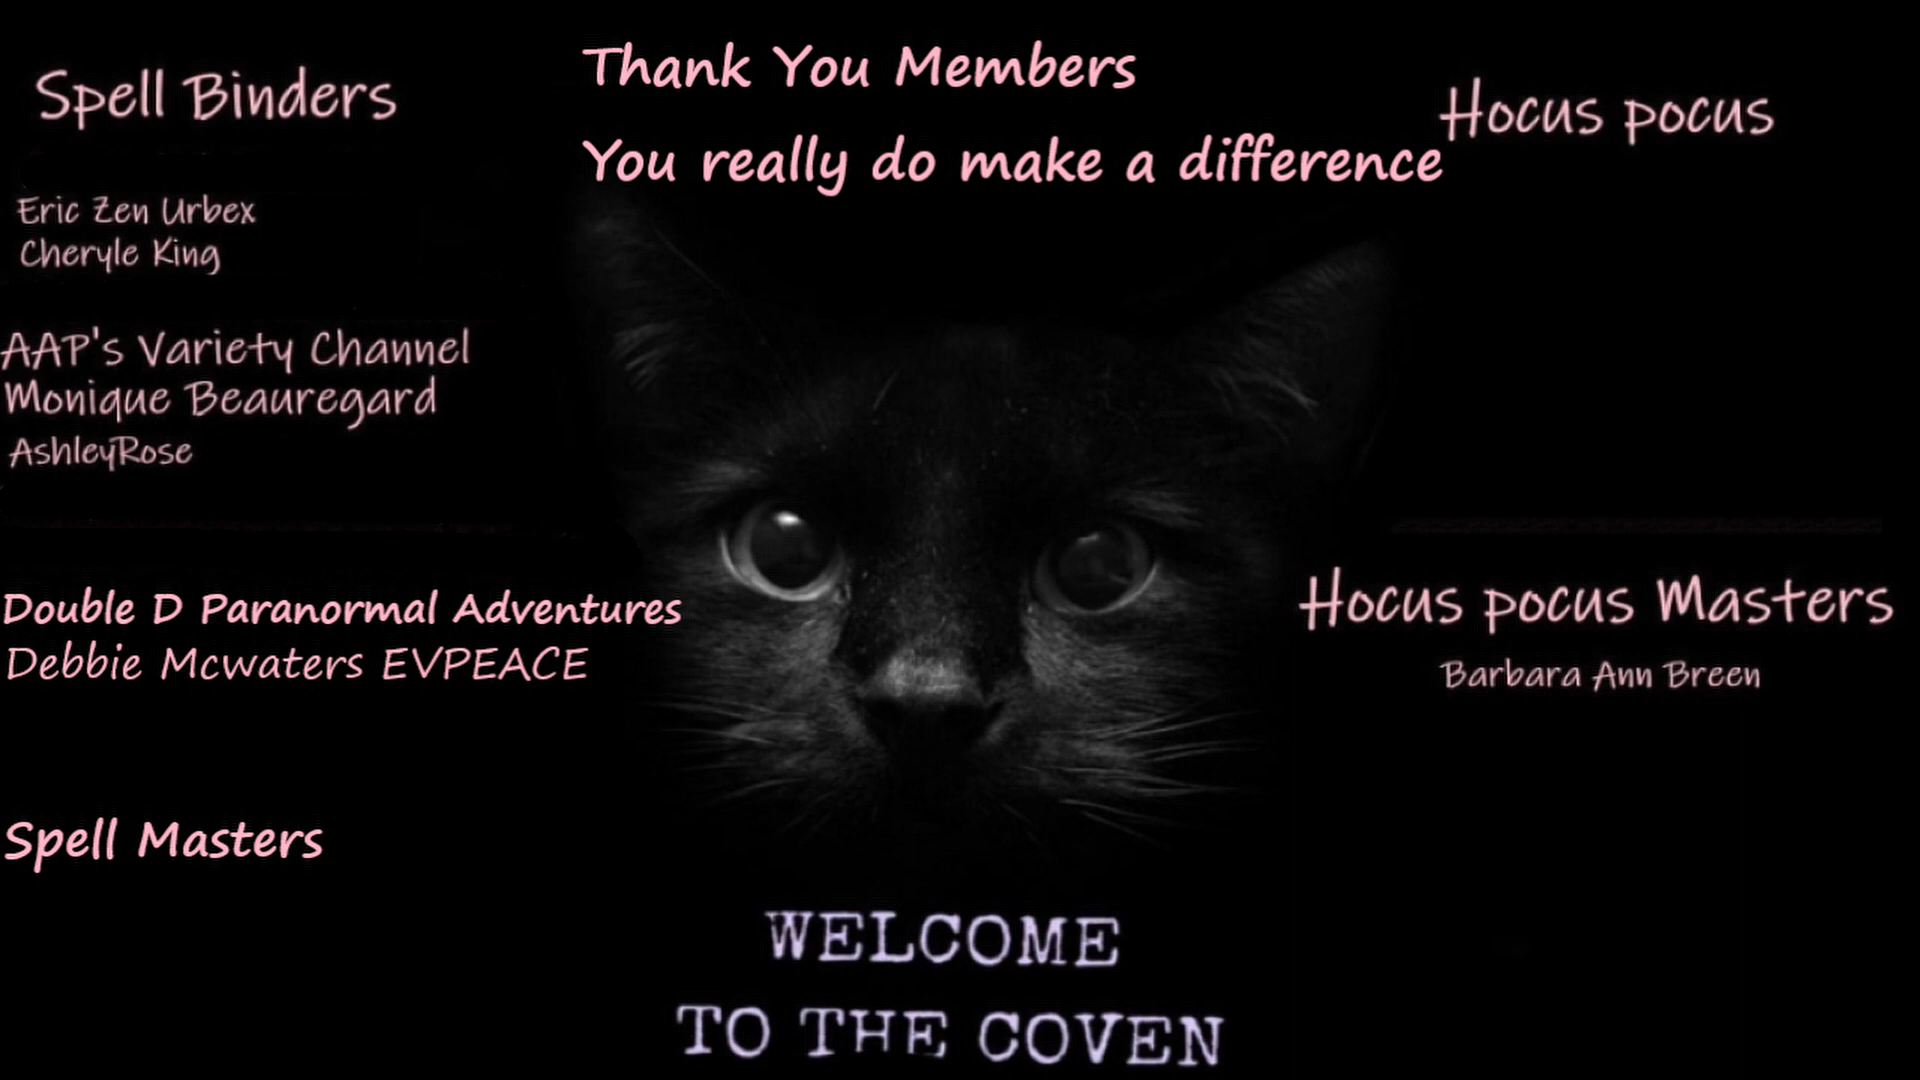 Thank You Members
You really do make a difference
Spell Binders
Eric Zen Urbex
Cheryle King
AAP's Variety Channel
Monique Beauregard
AshleyRose
Double D Paranormal Adventures
Debbie Mcwaters EVPEACE
Spell Masters
Hocus pocus
Hocus pocus Masters
Barbara Ann Breen
WELCOME
TO THE COVEN